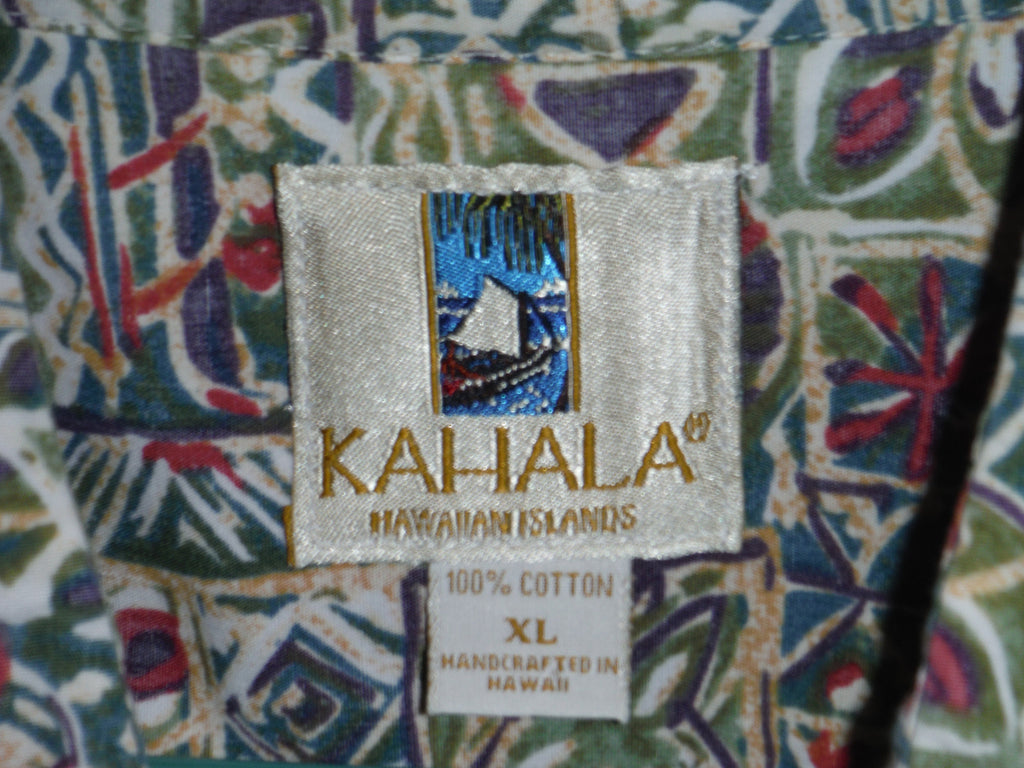 KAHALA
HAWAIIAN ISLANDS
100% COTTON
XL
HANDCRAFTED IN
HAWAII